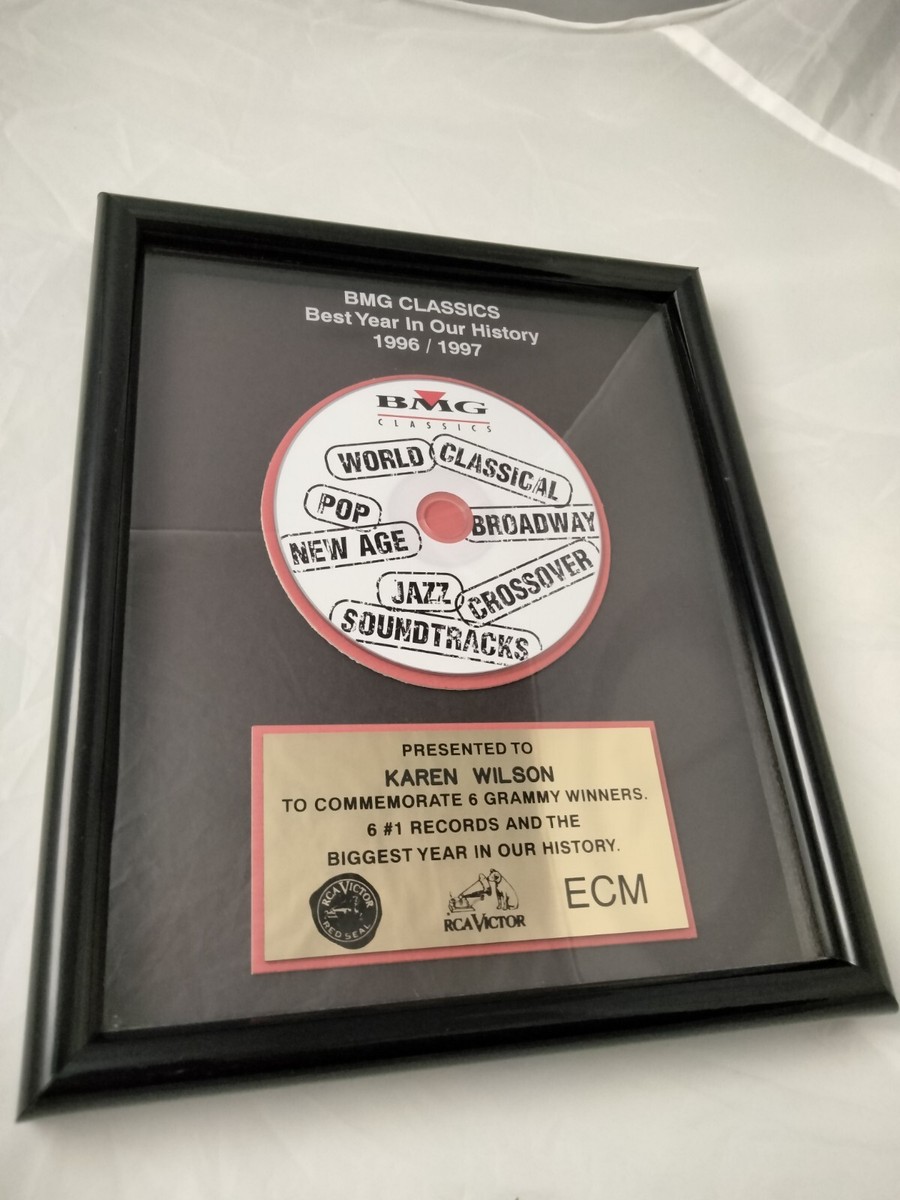 BMG CLASSICS
Best Year In Our History
1996 / 1997
BMG
CLASSICS
WORLD
CLASSICAL
POP
BROADWAY
NEW AGE
JAZZ
CROSSOVER
SOUNDTRACKS
PRESENTED TO
KAREN WILSON
TO COMMEMORATE 6 GRAMMY WINNERS.
6 #1 RECORDS AND THE
BIGGEST YEAR IN OUR HISTORY.
RCA VICTOR
RED SEAL
RCA VICTOR
ECM